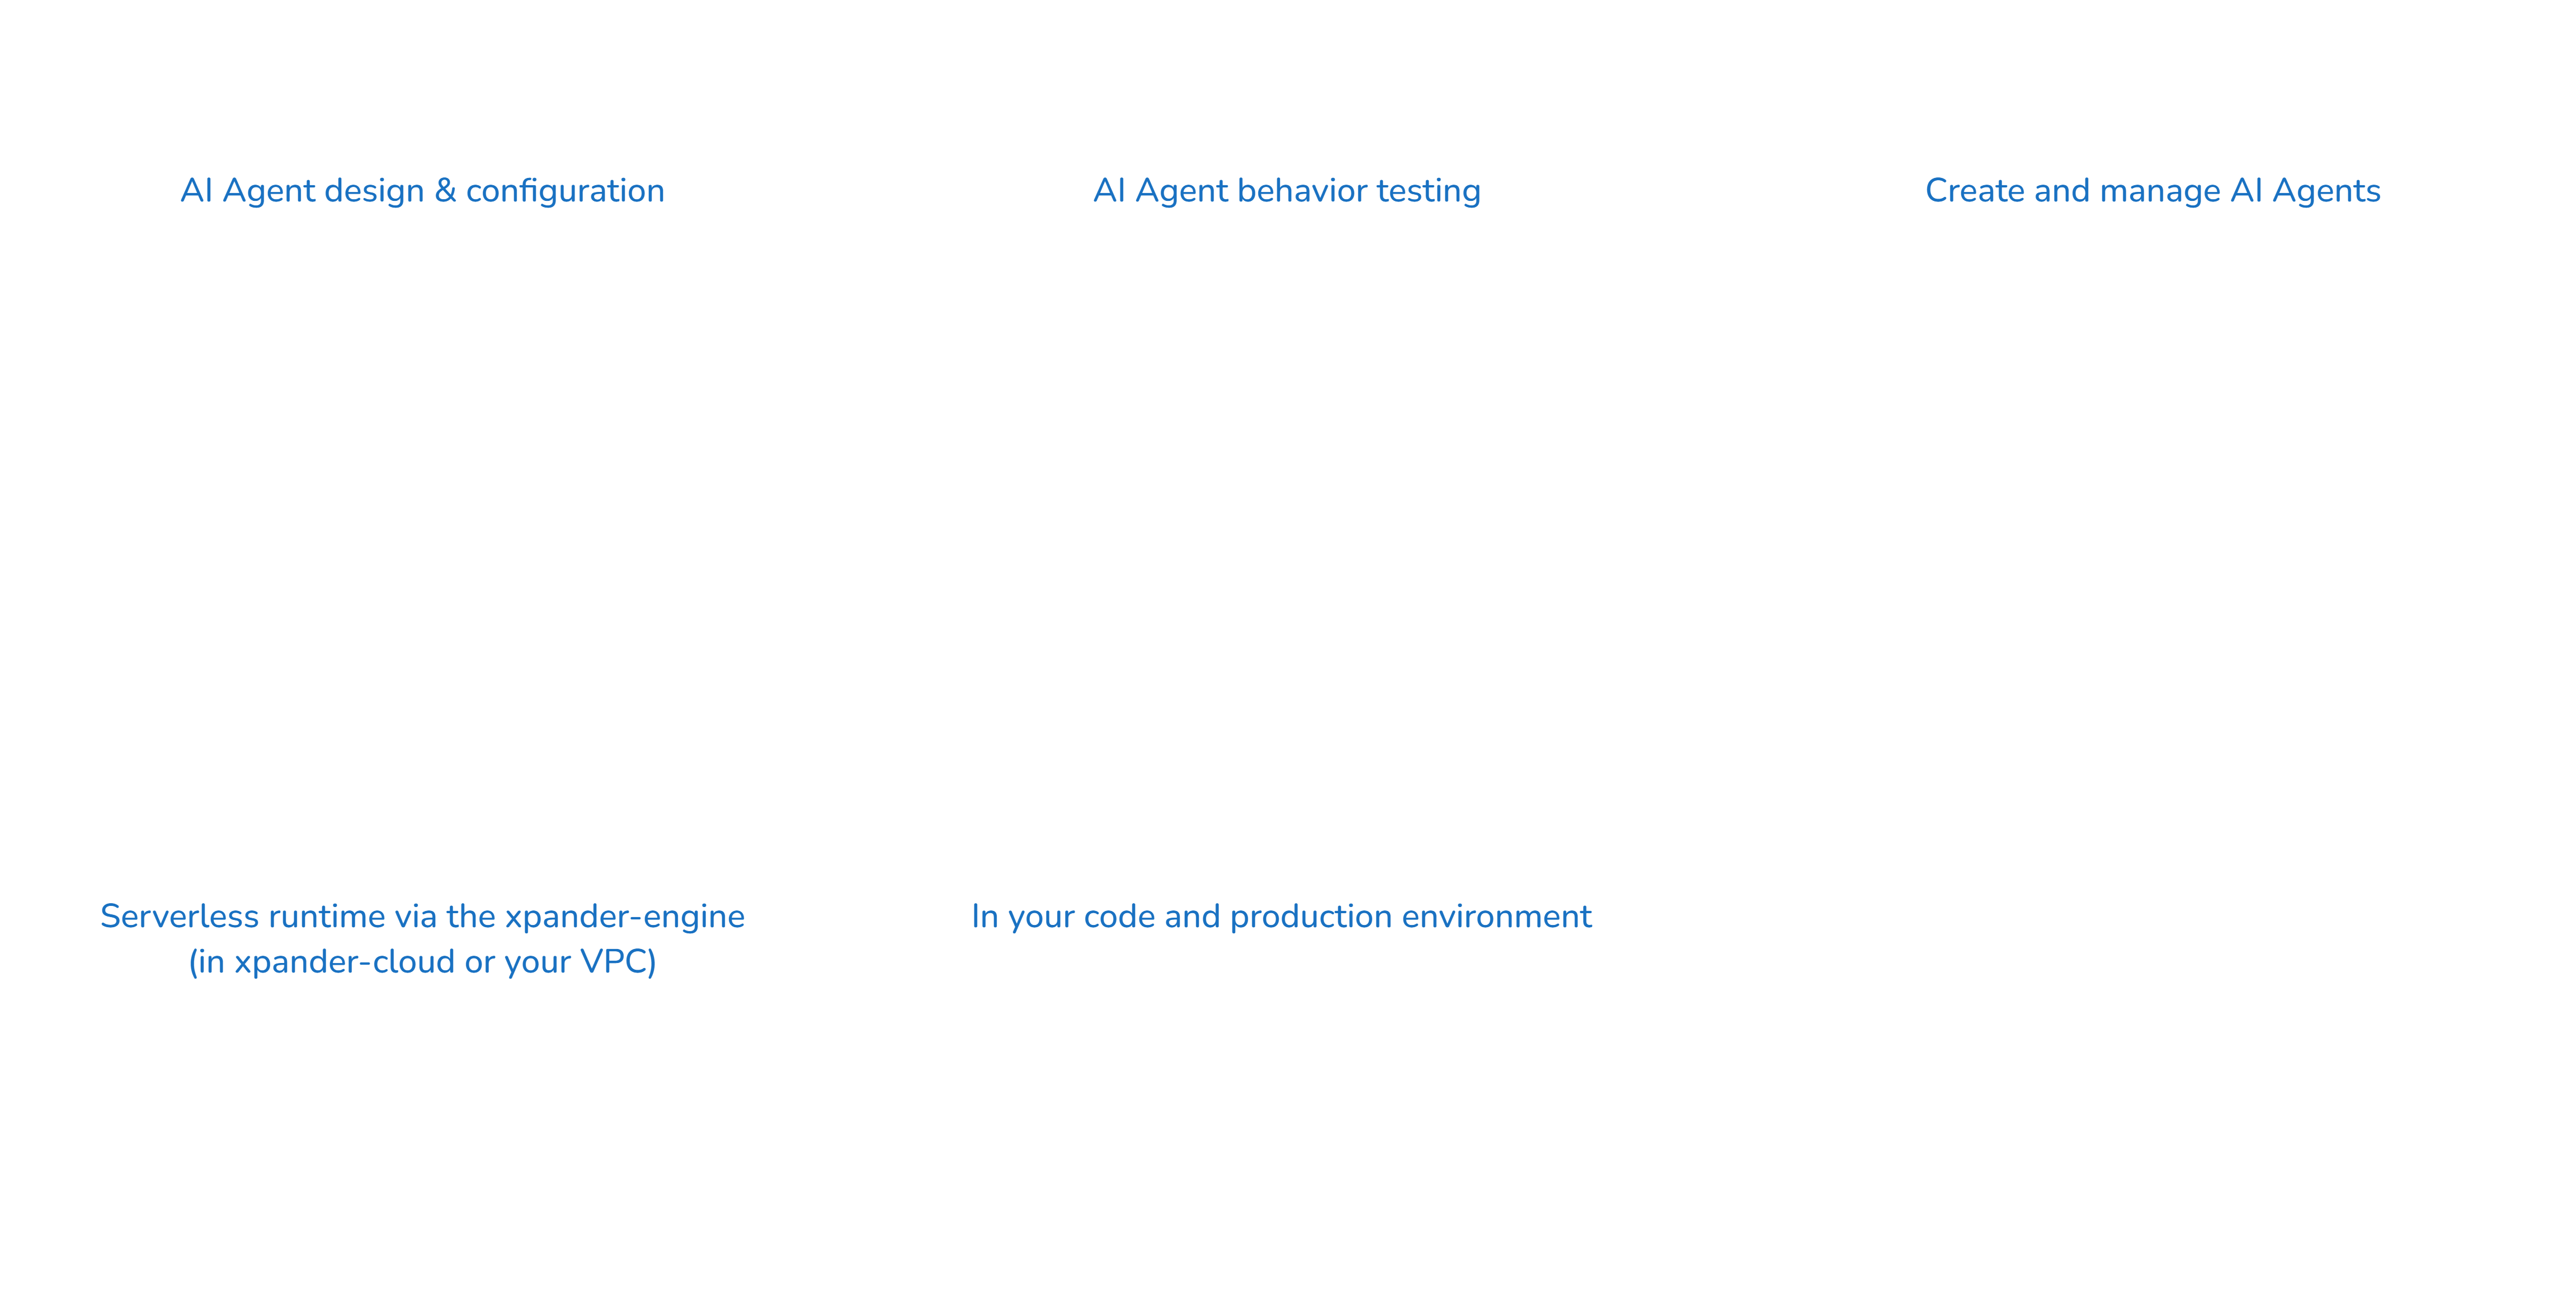 AI Agent design & configuration
AI Agent behavior testing
Create and manage AI Agents
Serverless runtime via the xpander-engine
(in xpander-cloud or your VPC)
In your code and production environment